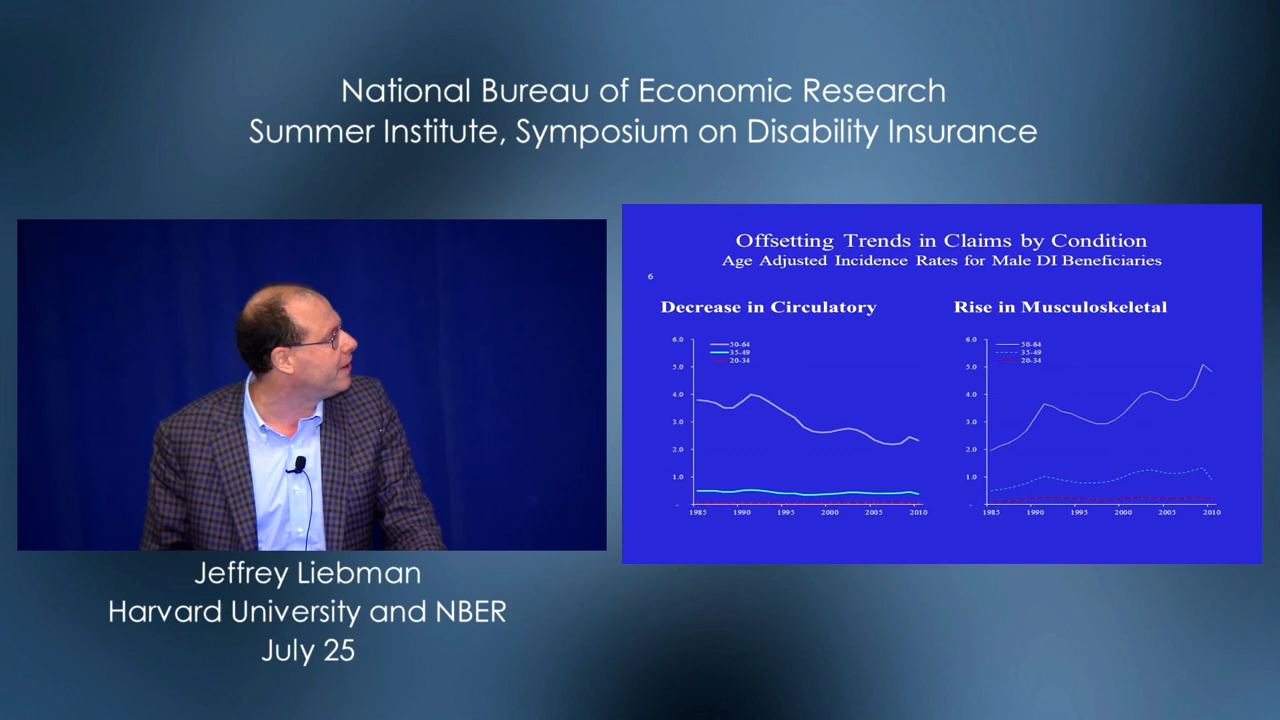 National Bureau of Economic Research
Summer Institute, Symposium on Disability Insurance
Offsetting Trends in Claims by Condition
Age Adjusted Incidence Rates for Male DI Beneficiaries
6
Decrease in Circulatory
6.0
5.0
4.0
3.0
2.0
1.0
-
50-64
35-49
20-34
1985 1990 1995 2000 2005 2010
Rise in Musculoskeletal
6.0
5.0
4.0
3.0
2.0
1.0
-
50-64
35-49
20-34
1985 1990 1995 2000 2005 2010
Jeffrey Liebman
Harvard University and NBER
July 25